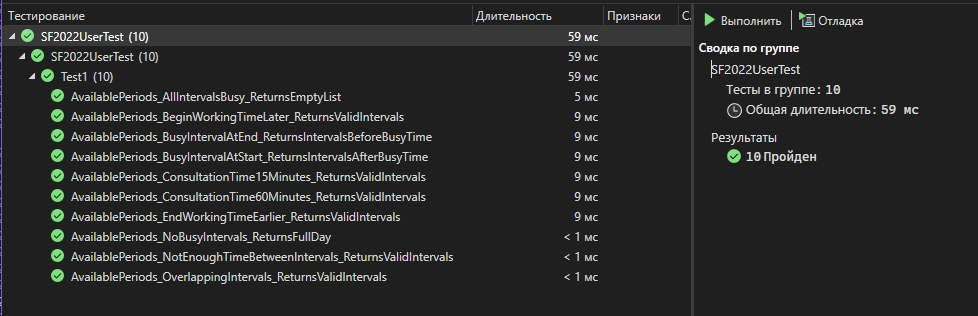 Тестирование Длительность Признаки С.
SF2022UserTest (10) 59 мс
SF2022UserTest (10) 59 мс
Test1 (10) 59 мс
AvailablePeriods_AllIntervalsBusy_ReturnsEmptyList 5 мс
AvailablePeriods_BeginWorkingTimeLater_ReturnsValidIntervals 9 мс
AvailablePeriods_BusyIntervalAtEnd_ReturnsIntervalsBeforeBusyTime 9 мс
AvailablePeriods_BusyIntervalAtStart_ReturnsIntervalsAfterBusyTime 9 мс
AvailablePeriods_ConsultationTime15Minutes_ReturnsValidIntervals 9 мс
AvailablePeriods_ConsultationTime60Minutes_ReturnsValidIntervals 9 мс
AvailablePeriods_EndWorkingTimeEarlier_ReturnsValidIntervals 9 мс
AvailablePeriods_NoBusyIntervals_ReturnsFullDay < 1 мс
AvailablePeriods_NotEnoughTimeBetweenIntervals_ReturnsValidIntervals < 1 мс
AvailablePeriods_OverlappingIntervals_ReturnsValidIntervals < 1 мс
Выполнить Отладка
Сводка по группе
SF2022UserTest
Тесты в группе: 10
Общая длительность: 59 мс
Результаты
10 Пройден